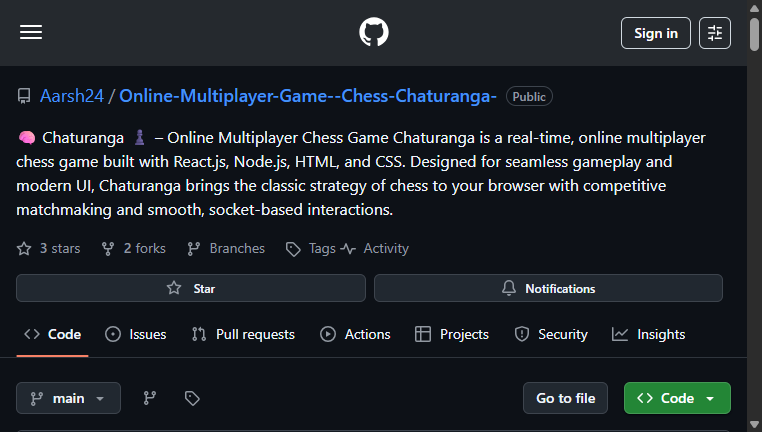 Sign in
Aarsh24 / Online-Multiplayer-Game--Chess-Chaturanga- Public
🧠 Chaturanga ♟️ – Online Multiplayer Chess Game Chaturanga is a real-time, online multiplayer
chess game built with React.js, Node.js, HTML, and CSS. Designed for seamless gameplay and
modern UI, Chaturanga brings the classic strategy of chess to your browser with competitive
matchmaking and smooth, socket-based interactions.
3 stars 2 forks Branches Tags Activity
Star Notifications
Code Issues Pull requests Actions Projects Security Insights
main Go to file Code